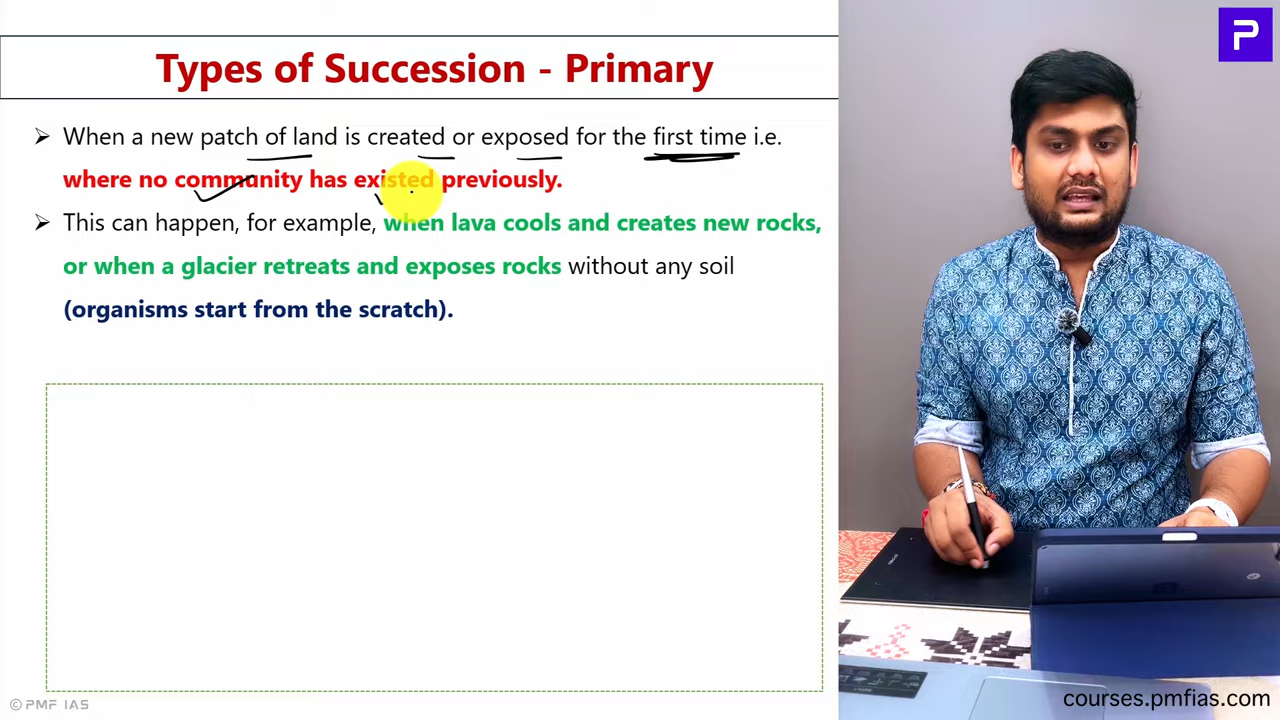 P
Types of Succession - Primary
➤ When a new patch of land is created or exposed for the first time i.e.
where no community has existed previously.
➤ This can happen, for example, when lava cools and creates new rocks,
or when a glacier retreats and exposes rocks without any soil
(organisms start from the scratch).
© PMF IAS
courses.pmfias.com